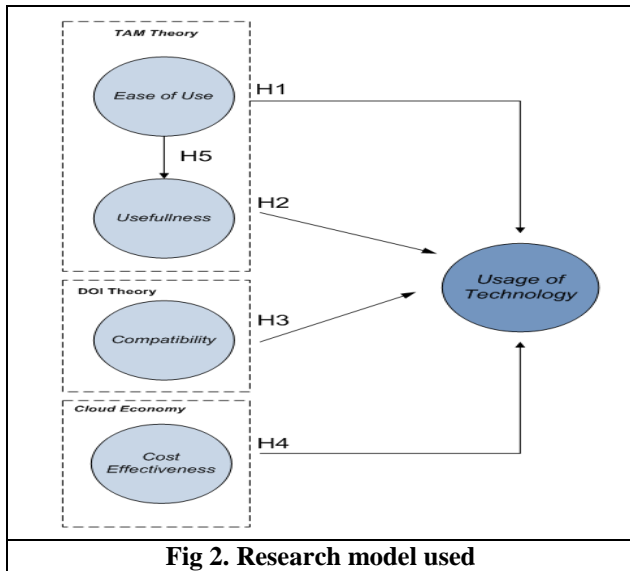 TAM Theory
Ease of Use
H1
H5
Usefullness
H2
Usage of
Technology
DOI Theory
H3
Compatibility
Cloud Economy
H4
Cost
Effectiveness
Fig 2. Research model used